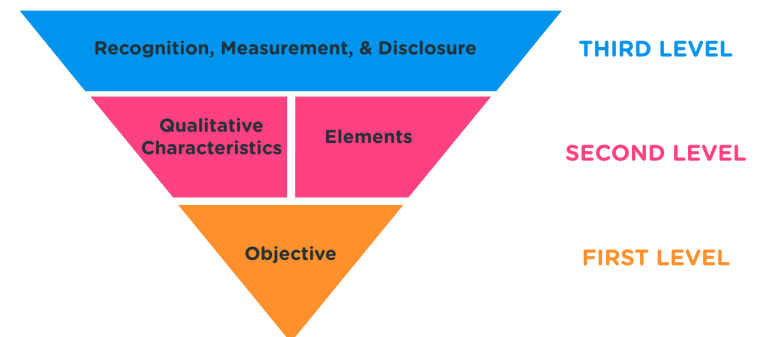 Recognition, Measurement, & Disclosure
THIRD LEVEL
Qualitative
Characteristics
Elements
SECOND LEVEL
Objective
FIRST LEVEL